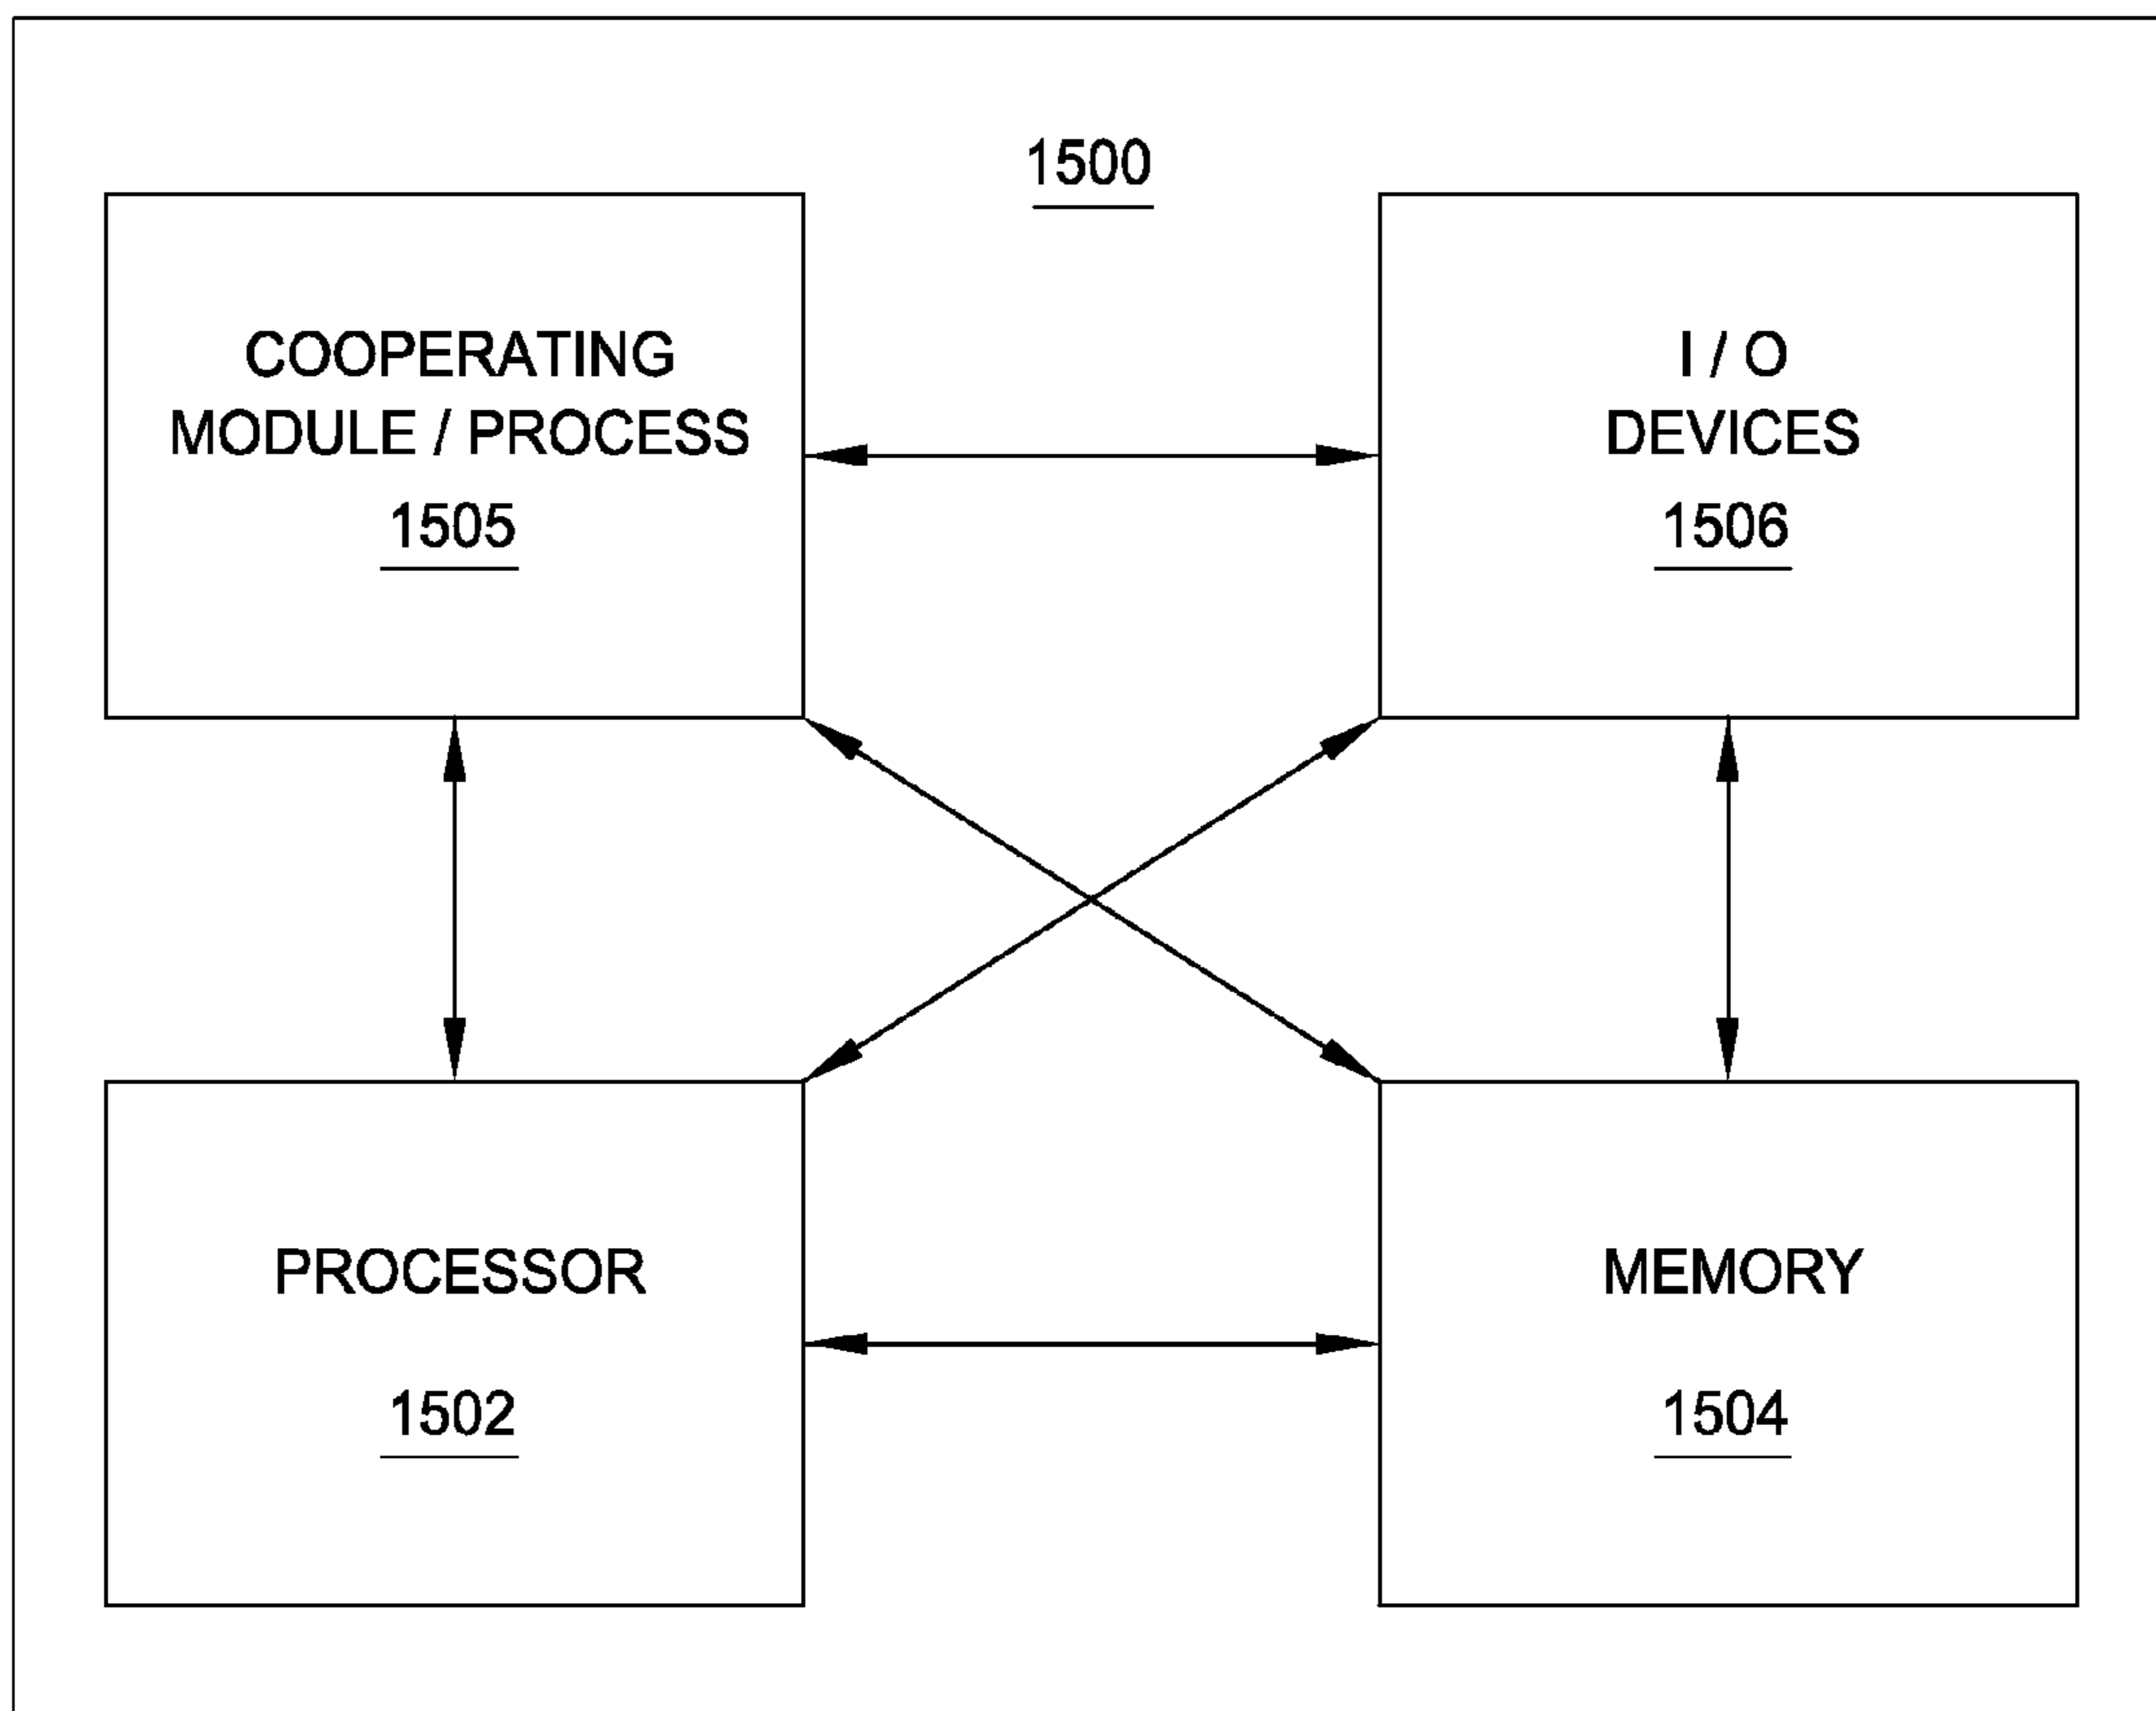 1500
COOPERATING
MODULE / PROCESS
1505
I / O
DEVICES
1506
PROCESSOR
1502
MEMORY
1504